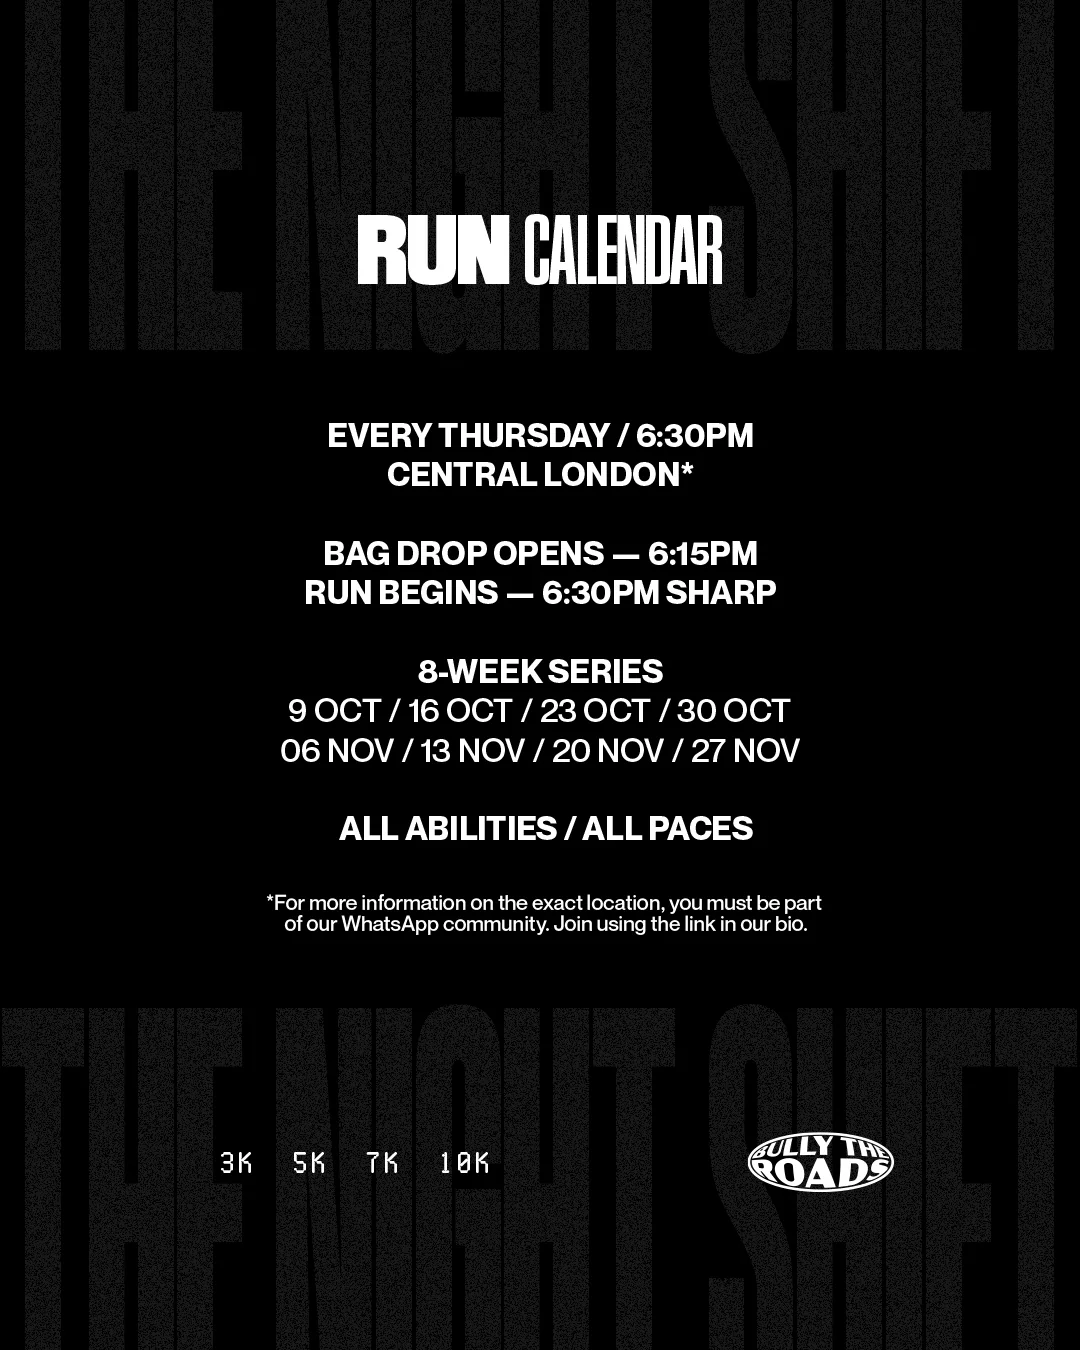 THE NIGHT SHIFT
RUN CALENDAR
EVERY THURSDAY / 6:30PM
CENTRAL LONDON*
BAG DROP OPENS — 6:15PM
RUN BEGINS — 6:30PM SHARP
8-WEEK SERIES
9 OCT / 16 OCT / 23 OCT / 30 OCT
06 NOV / 13 NOV / 20 NOV / 27 NOV
ALL ABILITIES / ALL PACES
*For more information on the exact location, you must be part
of our WhatsApp community. Join using the link in our bio.
THE NIGHT SHIFT
3K 5K 7K 10K
BULLY THE
ROADS